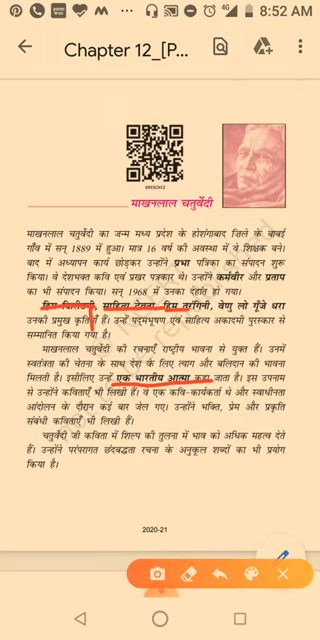 4G 8:52 AM
Chapter 12_[P...
0955CH12
माखनलाल चतुर्वेदी
माखनलाल चतुर्वेदी का जन्म मध्य प्रदेश के होशंगाबाद ज़िले के बाबई
गाँव में सन् 1889 में हुआ। मात्र 16 वर्ष की अवस्था में वे शिक्षक बने।
बाद में अध्यापन कार्य छोड़कर उन्होंने प्रभा पत्रिका का संपादन शुरू
किया। वे देशभक्त कवि एवं प्रखर पत्रकार थे। उन्होंने कर्मवीर और प्रताप
का भी संपादन किया। सन् 1968 में उनका देहांत हो गया।
साहित्य देवता, हिम तरंगिनी, वेणु लो गूँजे धरा
उनकी प्रमुख कृतियाँ हैं। उन्हें पद्मभूषण एवं साहित्य अकादमी पुरस्कार से
सम्मानित किया गया है।
माखनलाल चतुर्वेदी की रचनाएँ राष्ट्रीय भावना से युक्त हैं। उनमें
स्वतंत्रता की चेतना के साथ देश के लिए त्याग और बलिदान की भावना
मिलती है। इसीलिए उन्हें एक भारतीय आत्मा कहा जाता है। इस उपनाम
से उन्होंने कविताएँ भी लिखी हैं। वे एक कवि-कार्यकर्ता थे और स्वाधीनता
आंदोलन के दौरान कई बार जेल गए। उन्होंने भक्ति, प्रेम और प्रकृति
संबंधी कविताएँ भी लिखी हैं।
चतुर्वेदी जी कविता में शिल्प की तुलना में भाव को अधिक महत्व देते
हैं। उन्होंने परंपरागत छंदबद्धता रचना के अनुकूल शब्दों का भी प्रयोग
किया है।
2020-21